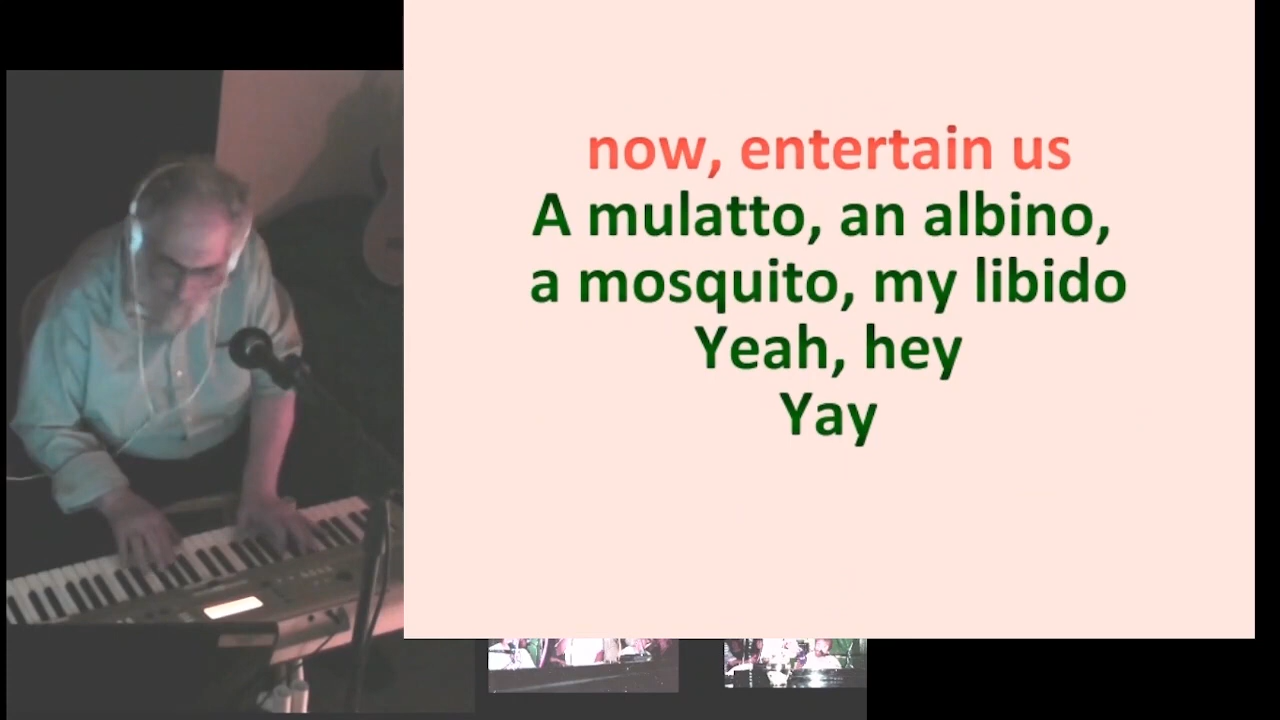 now, entertain us
A mulatto, an albino,
a mosquito, my libido
Yeah, hey
Yay